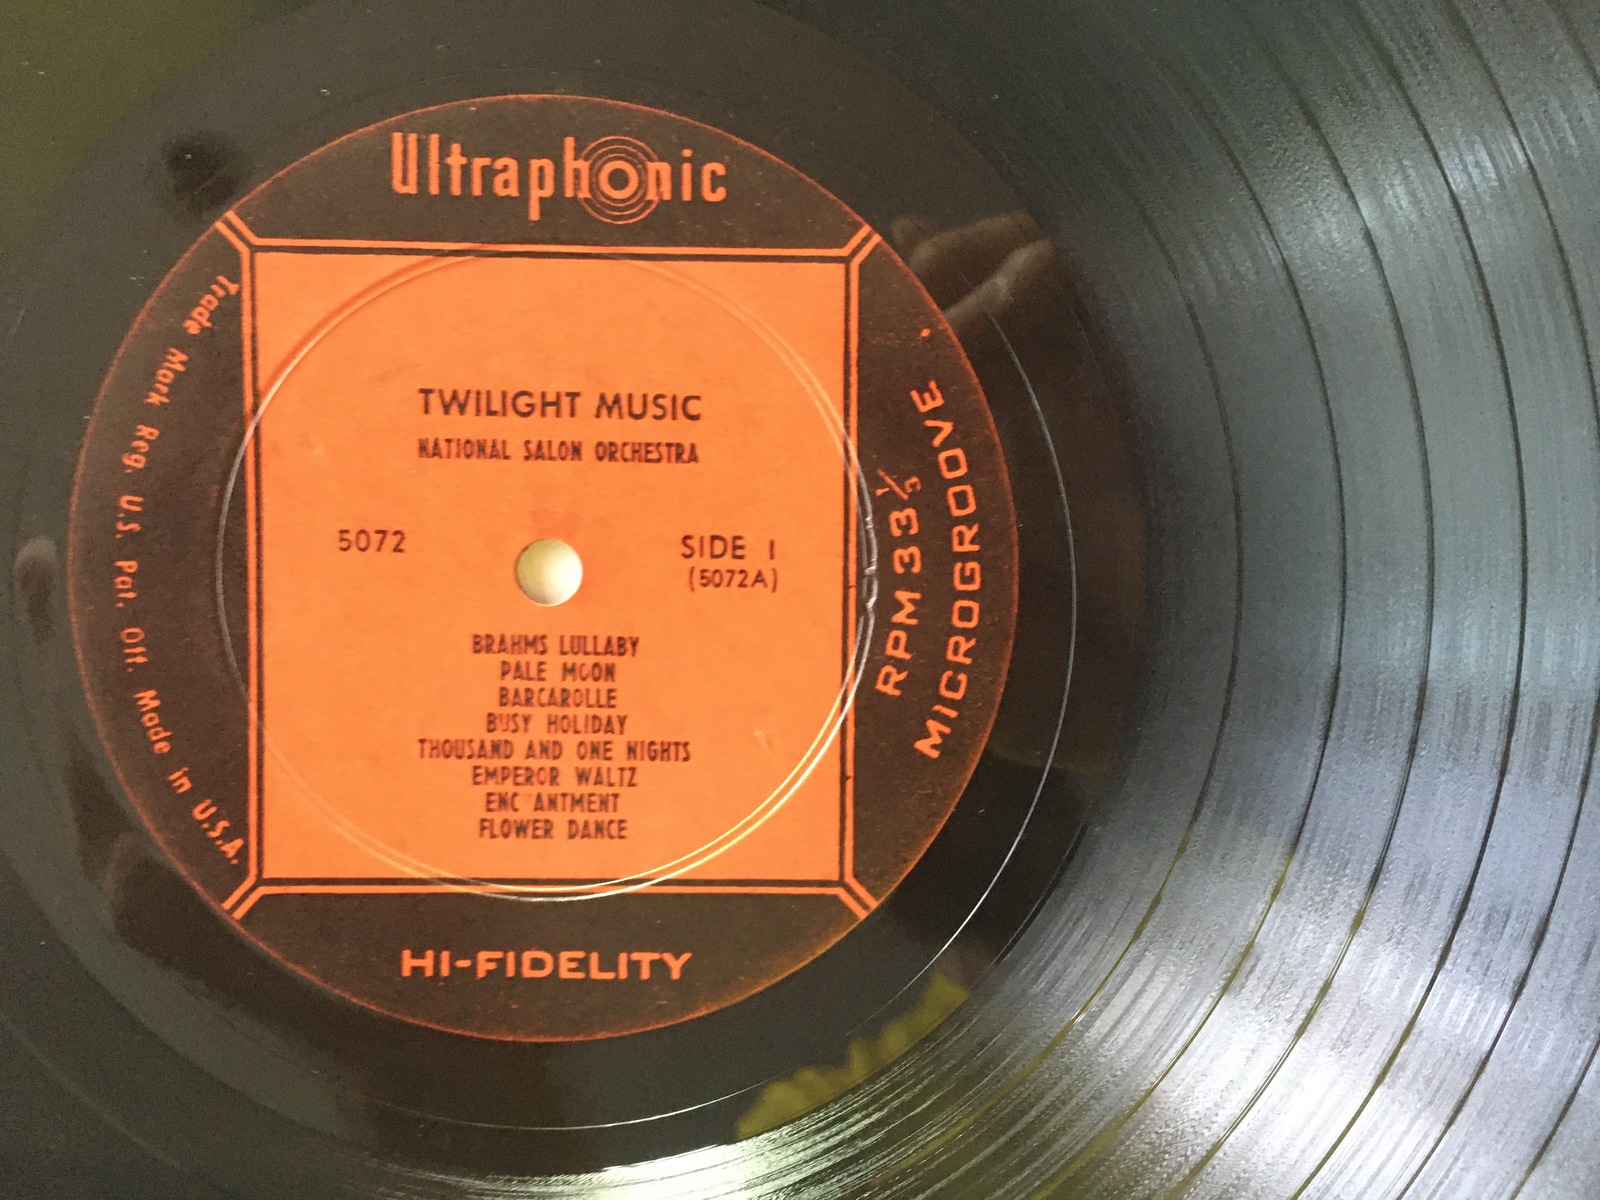 Ultraphonic
TWILIGHT MUSIC
NATIONAL SALON ORCHESTRA
5072
SIDE 1
(5072A)
BRAHMS LULLABY
PALE MOON
BARCAROLLE
BUSY HOLIDAY
THOUSAND AND ONE NIGHTS
EMPEROR WALTZ
ENC ANTMENT
FLOWER DANCE
HI-FIDELITY
Trade Mark Reg. U.S. Pat. Off. Made in U.S.A.
RPM 33⅓
MICROGROOVE